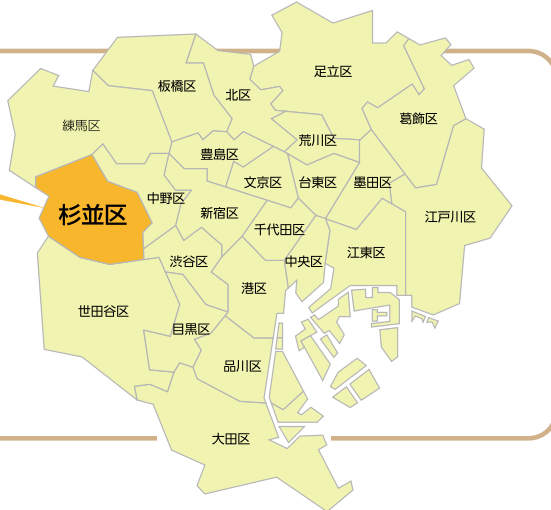 足立区
板橋区
北区
葛飾区
練馬区
荒川区
豊島区
文京区
台東区
墨田区
中野区
杉並区
新宿区
江戸川区
千代田区
江東区
渋谷区
中央区
港区
世田谷区
目黒区
品川区
大田区